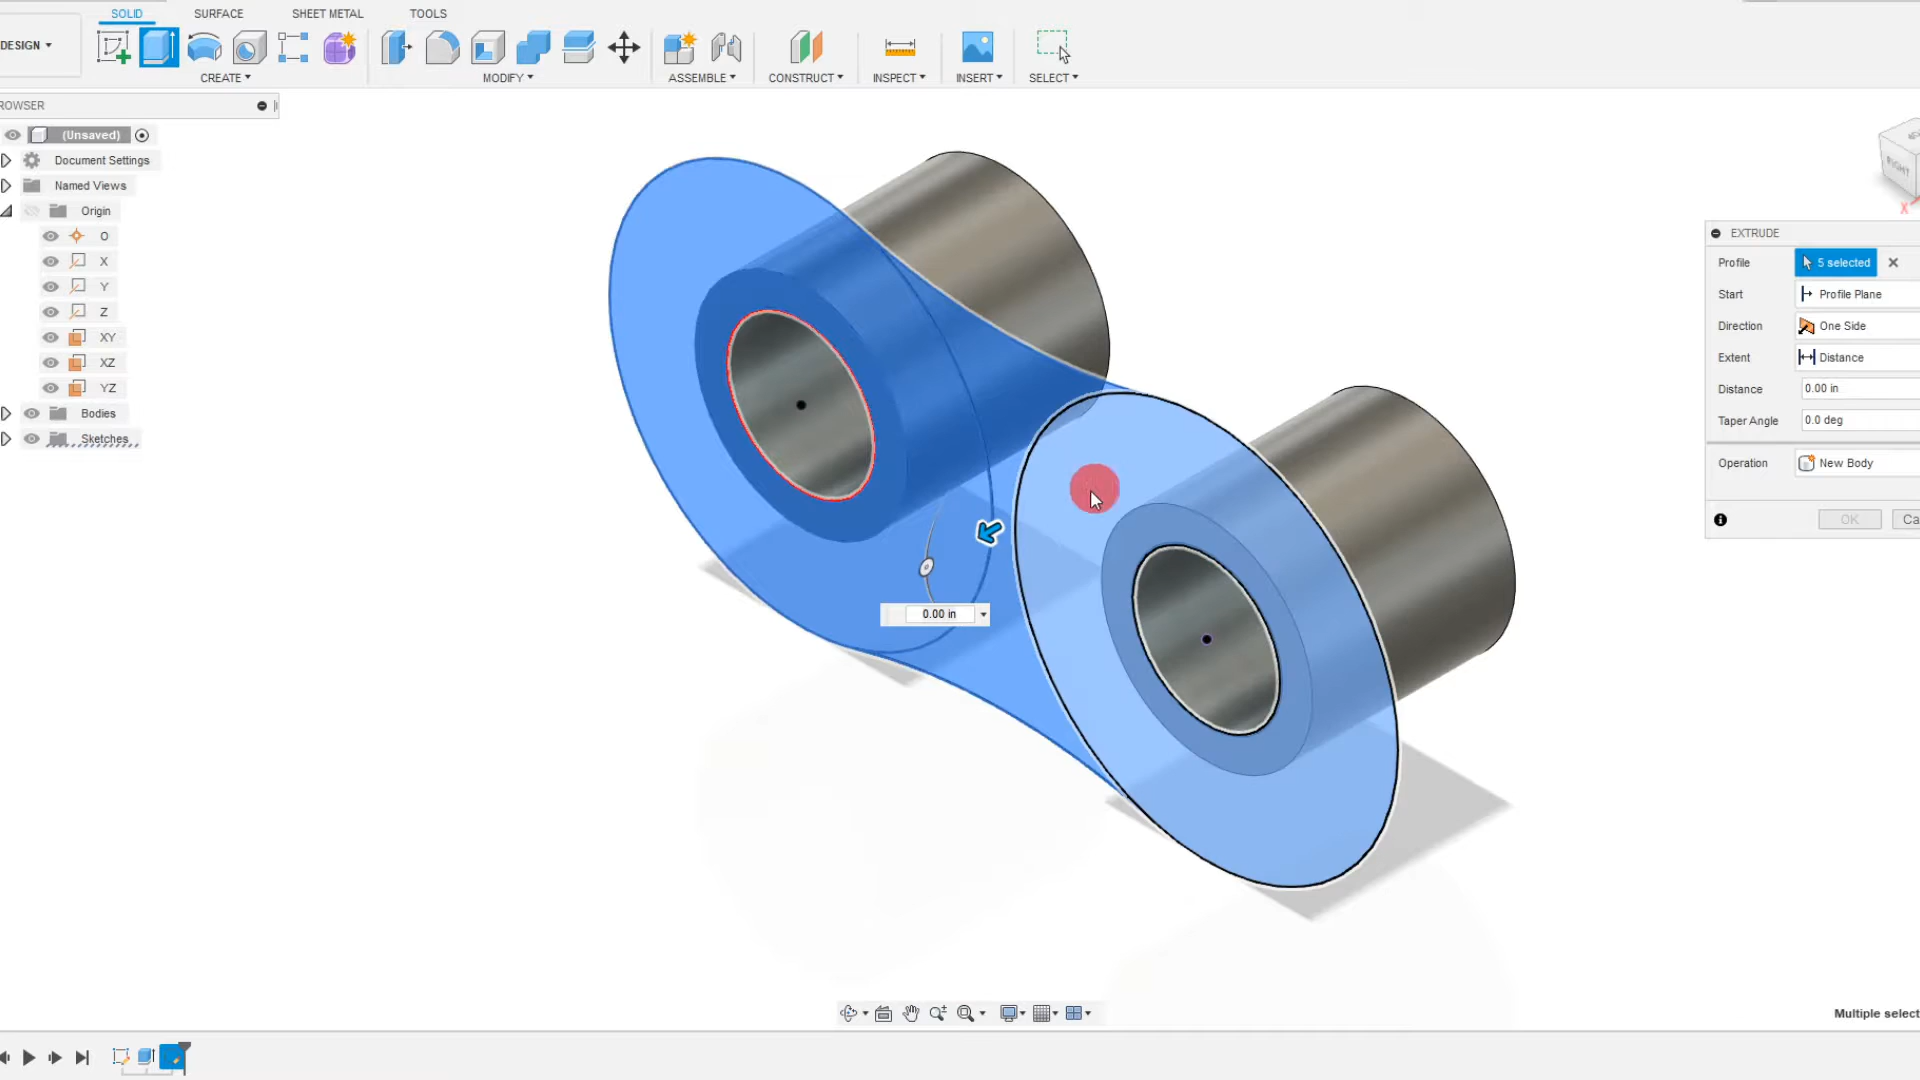 SOLID SURFACE SHEET METAL TOOLS
DESIGN
CREATE MODIFY ASSEMBLE CONSTRUCT INSPECT INSERT SELECT
ROWSER
(Unsaved)
Document Settings
Named Views
Origin
O
X
Y
Z
XY
XZ
YZ
Bodies
Sketches
RIGHT
X
EXTRUDE
Profile 5 selected
Start Profile Plane
Direction One Side
Extent Distance
Distance 0.00 in
Taper Angle 0.0 deg
Operation New Body
OK Ca
0.00 in
Multiple select